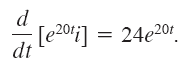 d/dt [e^{20t}i] = 24e^{20t}.